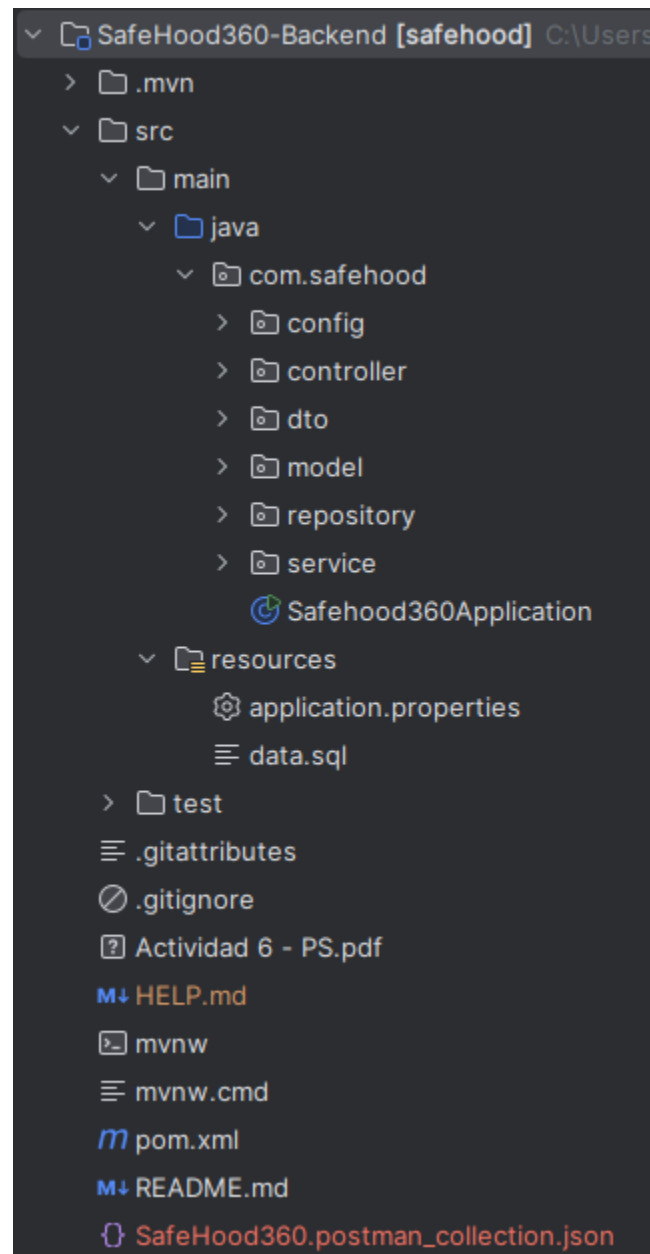 SafeHood360-Backend [safehood] C:\Users
.mvn
src
main
java
com.safehood
config
controller
dto
model
repository
service
Safehood360Application
resources
application.properties
data.sql
test
.gitattributes
.gitignore
Actividad 6 - PS.pdf
M↓ HELP.md
mvnw
mvnw.cmd
m pom.xml
M↓ README.md
{} SafeHood360.postman_collection.json